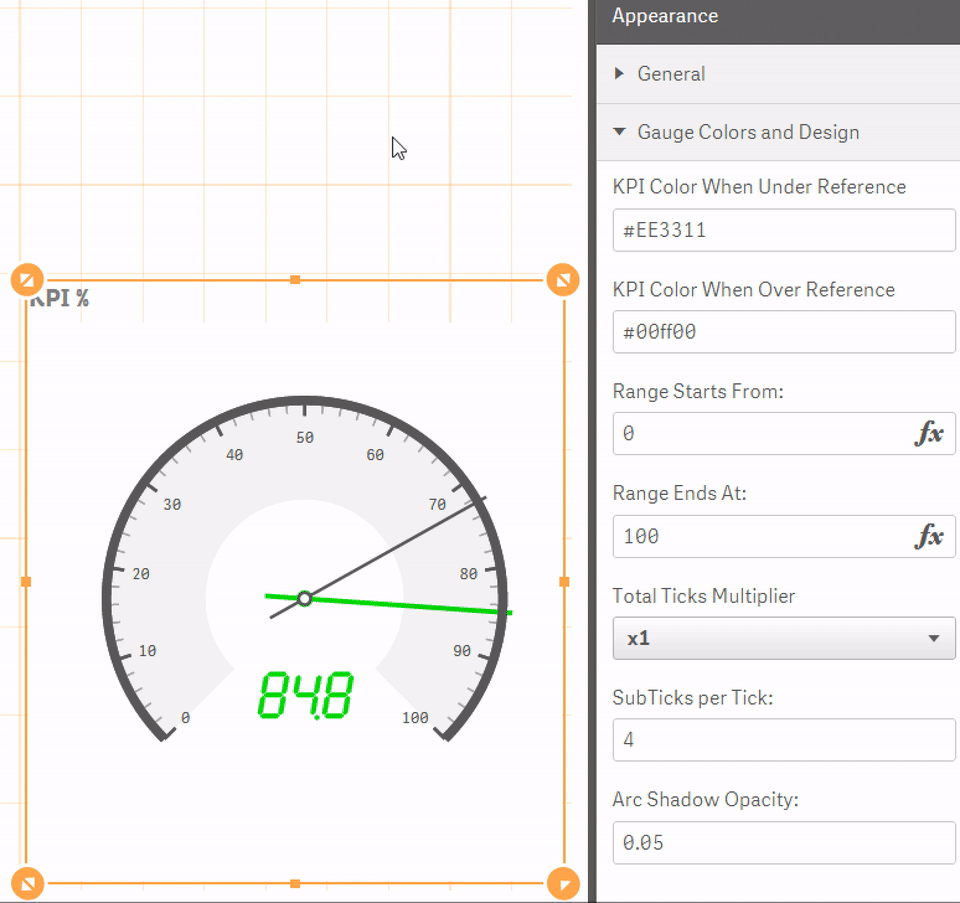 Appearance
General
Gauge Colors and Design
KPI Color When Under Reference
#EE3311
KPI Color When Over Reference
#00ff00
Range Starts From:
0 fx
Range Ends At:
100 fx
Total Ticks Multiplier
x1
SubTicks per Tick:
4
Arc Shadow Opacity:
0.05
KPI %
50
40 60
30 70
20 80
10 90
0 100
84.8